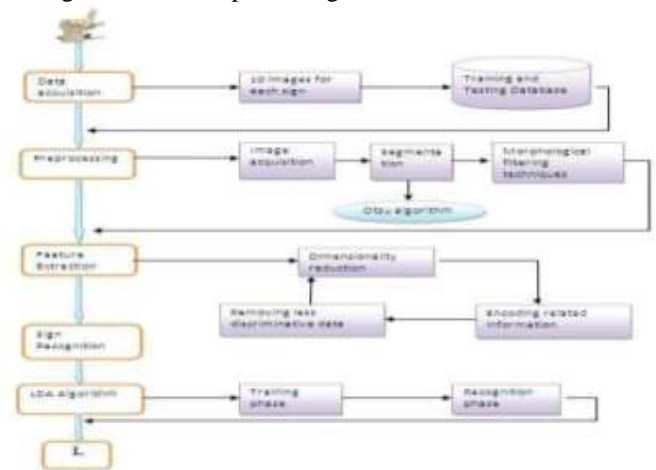 Data
acquisition
10 images for
each sign
Training and
Testing Database
Preprocessing
Image
acquisition
Segmenta
tion
Morphological
filtering
techniques
Otsu algorithm
Feature
Extraction
Dimensionality
reduction
Removing less
discriminative data
Encoding related
information
Sign
Recognition
LDA Algorithm
Training
phase
Recognition
phase
L